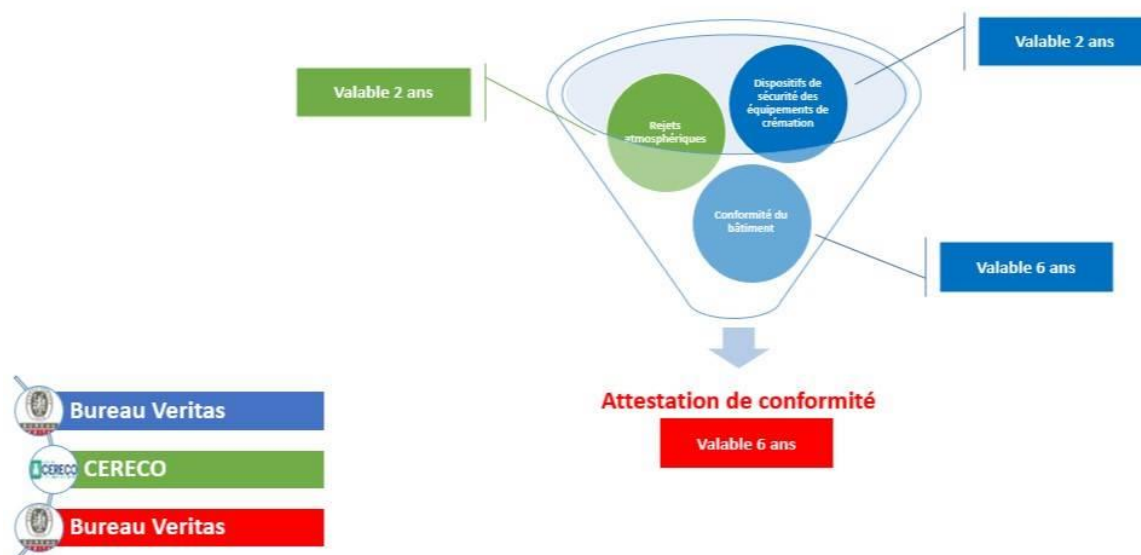 Valable 2 ans
Valable 2 ans
Dispositifs de
sécurité des
équipements de
crémation
Rejets
atmosphériques
Conformité du
bâtiment
Valable 6 ans
Attestation de conformité
Valable 6 ans
Bureau Veritas
CERECO
CERECO
Bureau Veritas